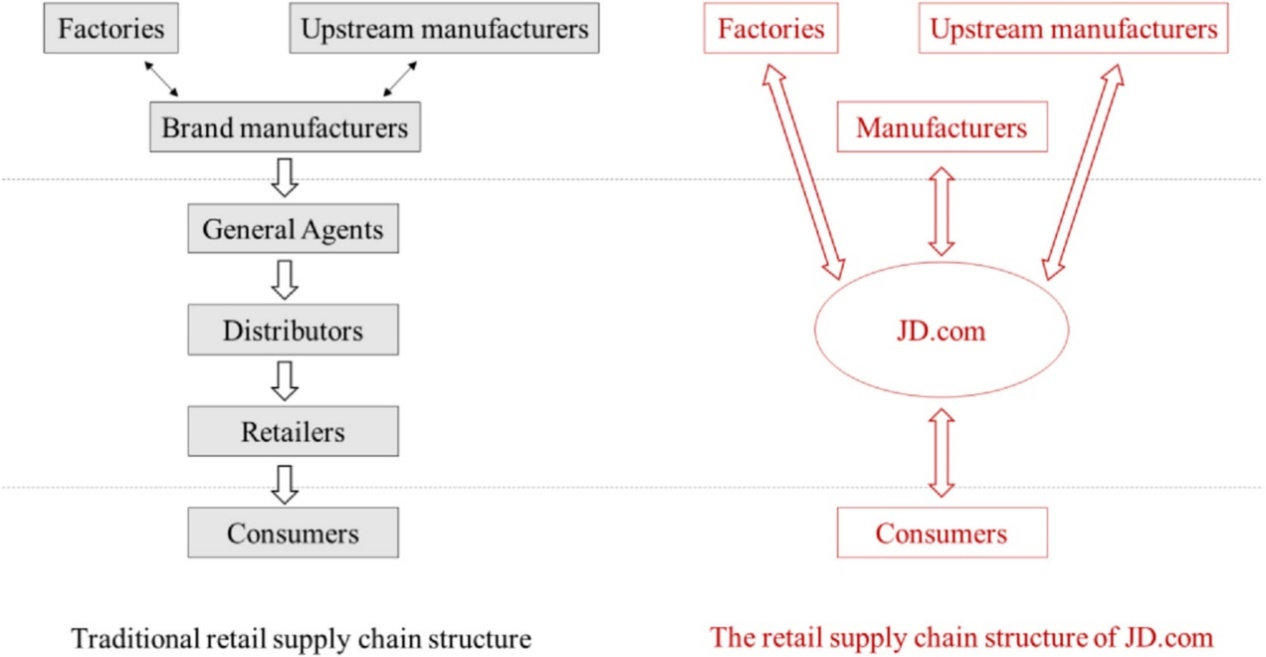 Factories
Upstream manufacturers
Brand manufacturers
General Agents
Distributors
Retailers
Consumers
Traditional retail supply chain structure
Factories
Upstream manufacturers
Manufacturers
JD.com
Consumers
The retail supply chain structure of JD.com